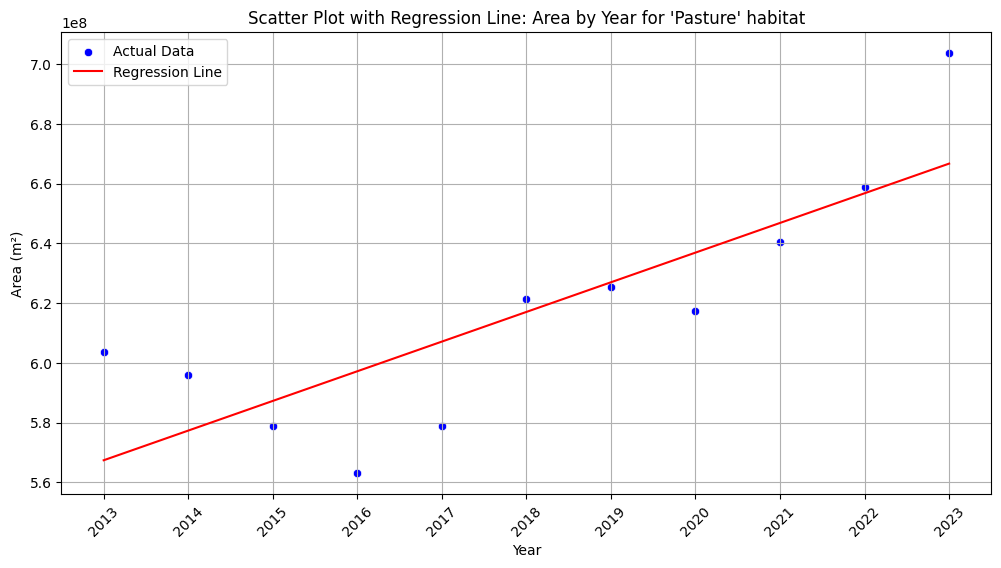 Scatter Plot with Regression Line: Area by Year for 'Pasture' habitat
1e8
Actual Data
Regression Line
7.0
6.8
6.6
6.4
6.2
6.0
5.8
5.6
Area (m²)
2013 2014 2015 2016 2017 2018 2019 2020 2021 2022 2023
Year